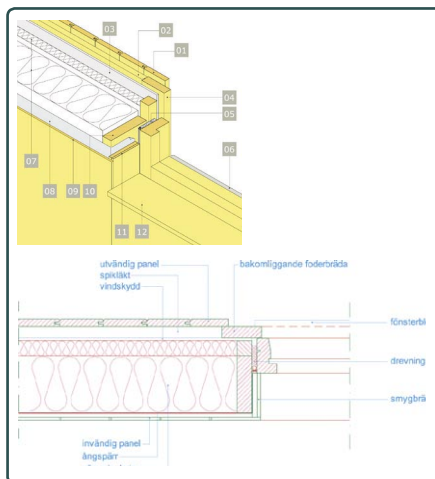 02
03
01
04
05
06
07
10
08
09
11
12
utvändig panel
bakomliggande foderbräda
spikläkt
vindskydd
fönsterbl
drevning
smygbrä
invändig panel
ångspärr